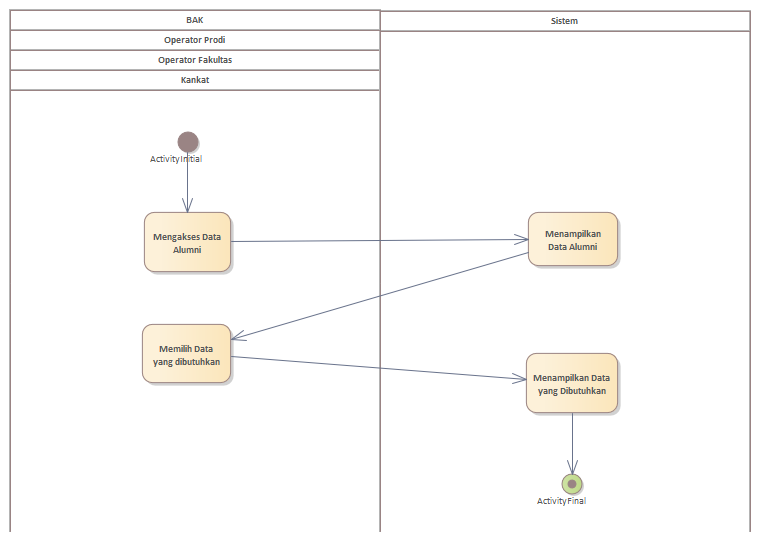 BAK
Sistem
Operator Prodi
Operator Fakultas
Kankat
ActivityInitial
Mengakses Data
Alumni
Menampilkan
Data Alumni
Memilih Data
yang dibutuhkan
Menampilkan Data
yang Dibutuhkan
ActivityFinal